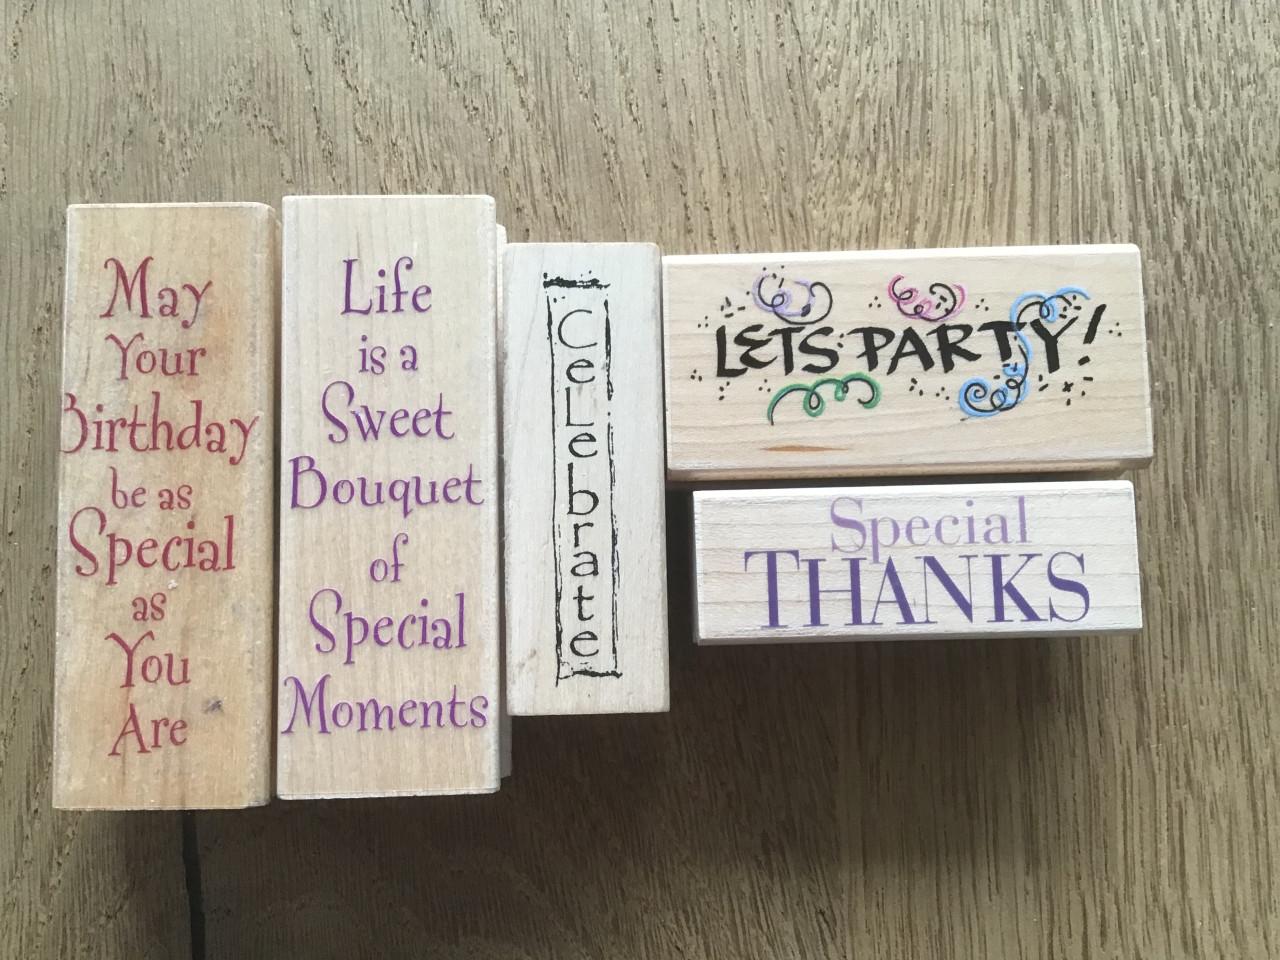 May
Your
Birthday
be as
Special
as
You
Are
Life
is a
Sweet
Bouquet
of
Special
Moments
CeLebrate
LETS PARTY!
Special
THANKS